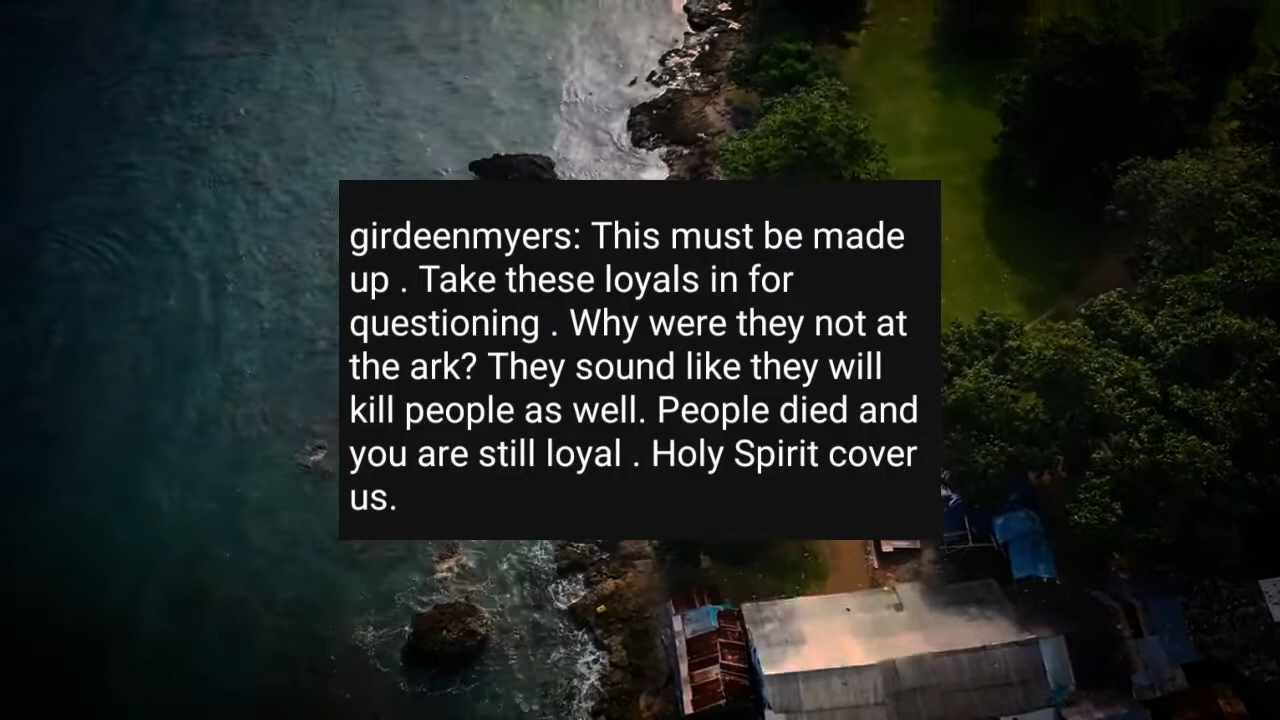 girdeenmyers: This must be made
up . Take these loyals in for
questioning . Why were they not at
the ark? They sound like they will
kill people as well. People died and
you are still loyal . Holy Spirit cover
us.